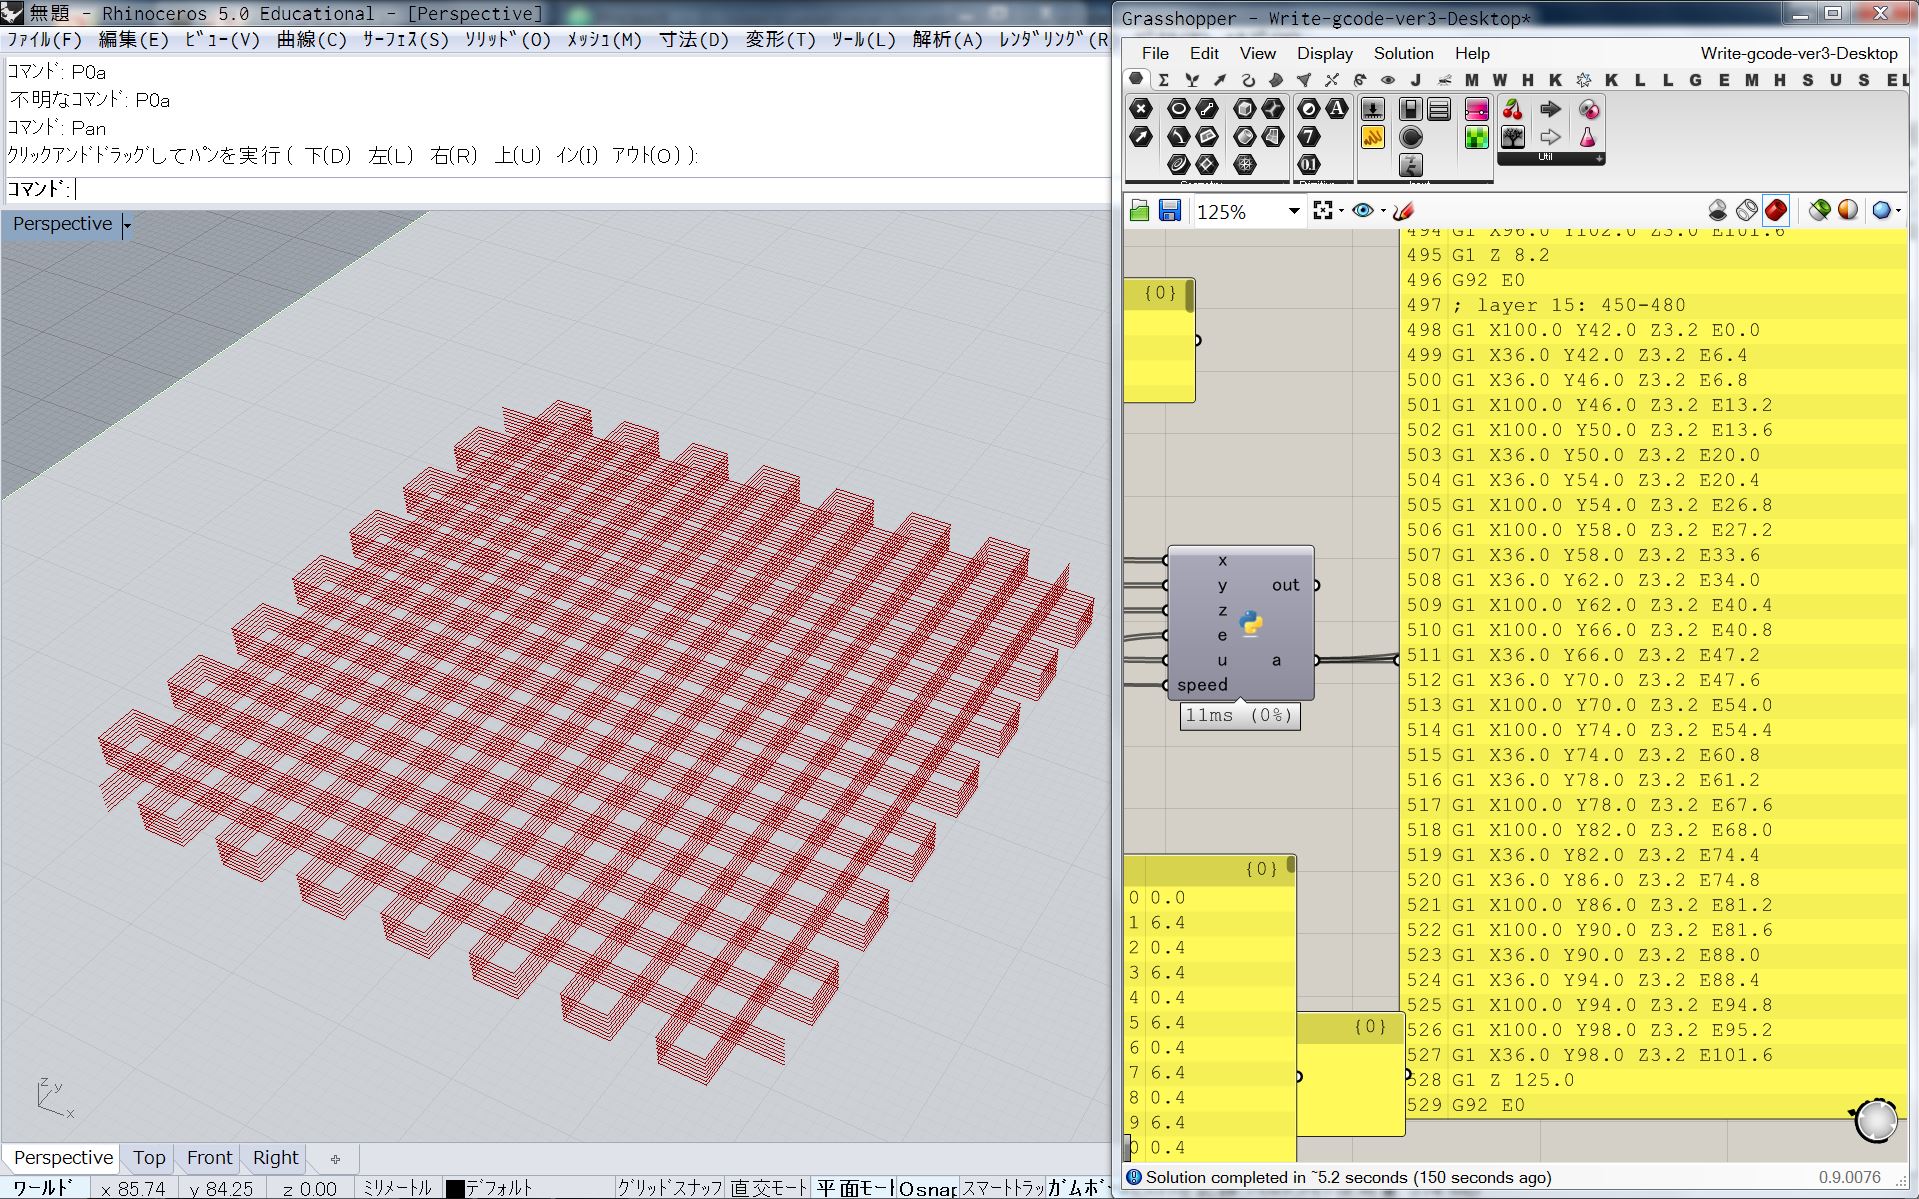 無題 - Rhinoceros 5.0 Educational - [Perspective]
ファイル(F) 編集(E) ビュー(V) 曲線(C) サーフェス(S) ソリッド(O) メッシュ(M) 寸法(D) 変形(T) ツール(L) 解析(A) レンダリング(R
コマンド: P0a
不明なコマンド: P0a
コマンド: Pan
クリックアンドドラッグしてパンを実行 ( 下(D) 左(L) 右(R) 上(U) イン(I) アウト(O) ):
コマンド:
Perspective
z y x
Perspective Top Front Right
ワールド x 85.74 y 84.25 z 0.00 ミリメートル デフォルト グリッドスナップ 直交モード 平面モード Osnap スマートトラッ ガムボ
Grasshopper - Write-gcode-ver3-Desktop*
File Edit View Display Solution Help Write-gcode-ver3-Desktop
J M W H K K L L G E M H S U S EL
Util
125%
{0}
x
y out
z
e
u a
speed
11ms (0%)
{0}
0 0.0
1 6.4
2 0.4
3 6.4
4 0.4
5 6.4
6 0.4
7 6.4
8 0.4
9 6.4
0 0.4
{0}
494 G1 X96.0 Y102.0 Z3.0 E101.6
495 G1 Z 8.2
496 G92 E0
497 ; layer 15: 450-480
498 G1 X100.0 Y42.0 Z3.2 E0.0
499 G1 X36.0 Y42.0 Z3.2 E6.4
500 G1 X36.0 Y46.0 Z3.2 E6.8
501 G1 X100.0 Y46.0 Z3.2 E13.2
502 G1 X100.0 Y50.0 Z3.2 E13.6
503 G1 X36.0 Y50.0 Z3.2 E20.0
504 G1 X36.0 Y54.0 Z3.2 E20.4
505 G1 X100.0 Y54.0 Z3.2 E26.8
506 G1 X100.0 Y58.0 Z3.2 E27.2
507 G1 X36.0 Y58.0 Z3.2 E33.6
508 G1 X36.0 Y62.0 Z3.2 E34.0
509 G1 X100.0 Y62.0 Z3.2 E40.4
510 G1 X100.0 Y66.0 Z3.2 E40.8
511 G1 X36.0 Y66.0 Z3.2 E47.2
512 G1 X36.0 Y70.0 Z3.2 E47.6
513 G1 X100.0 Y70.0 Z3.2 E54.0
514 G1 X100.0 Y74.0 Z3.2 E54.4
515 G1 X36.0 Y74.0 Z3.2 E60.8
516 G1 X36.0 Y78.0 Z3.2 E61.2
517 G1 X100.0 Y78.0 Z3.2 E67.6
518 G1 X100.0 Y82.0 Z3.2 E68.0
519 G1 X36.0 Y82.0 Z3.2 E74.4
520 G1 X36.0 Y86.0 Z3.2 E74.8
521 G1 X100.0 Y86.0 Z3.2 E81.2
522 G1 X100.0 Y90.0 Z3.2 E81.6
523 G1 X36.0 Y90.0 Z3.2 E88.0
524 G1 X36.0 Y94.0 Z3.2 E88.4
525 G1 X100.0 Y94.0 Z3.2 E94.8
526 G1 X100.0 Y98.0 Z3.2 E95.2
527 G1 X36.0 Y98.0 Z3.2 E101.6
528 G1 Z 125.0
529 G92 E0
Solution completed in ~5.2 seconds (150 seconds ago) 0.9.0076